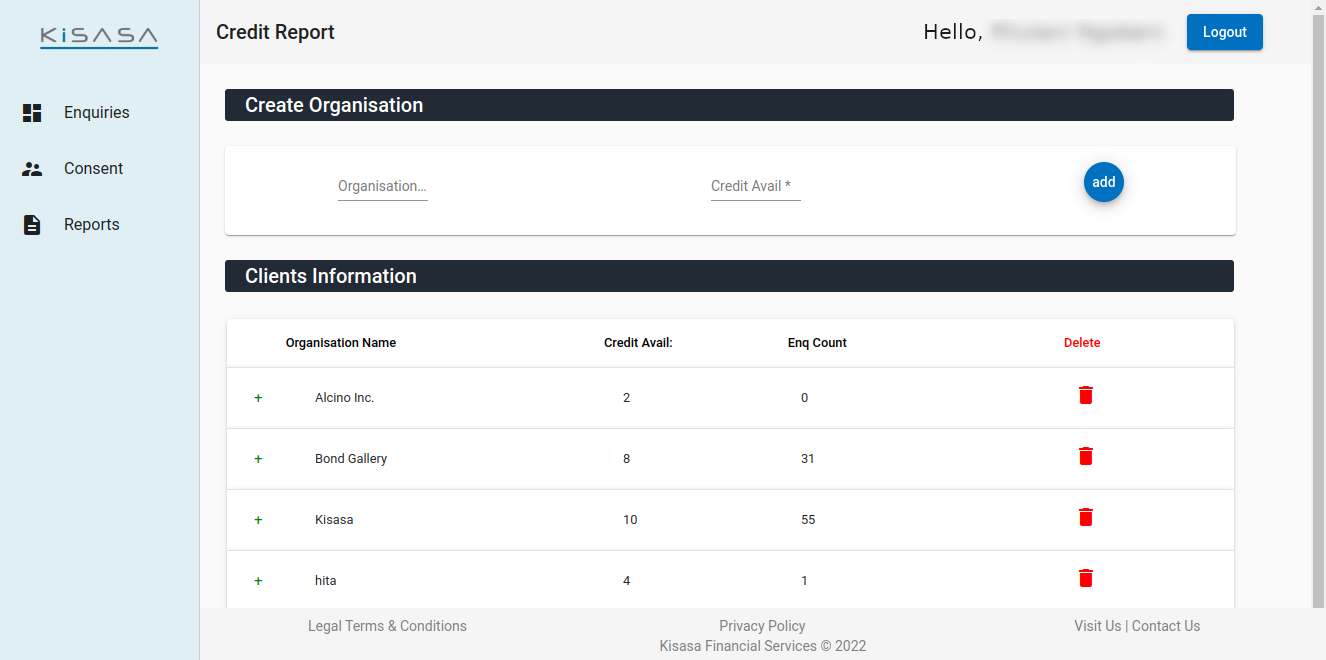 KiSASA
Credit Report
Hello,
Logout
Enquiries
Consent
Reports
Create Organisation
Organisation...
Credit Avail *
add
Clients Information
Organisation Name Credit Avail: Enq Count Delete
+ Alcino Inc. 2 0
+ Bond Gallery 8 31
+ Kisasa 10 55
+ hita 4 1
Legal Terms & Conditions Privacy Policy Visit Us | Contact Us
Kisasa Financial Services © 2022